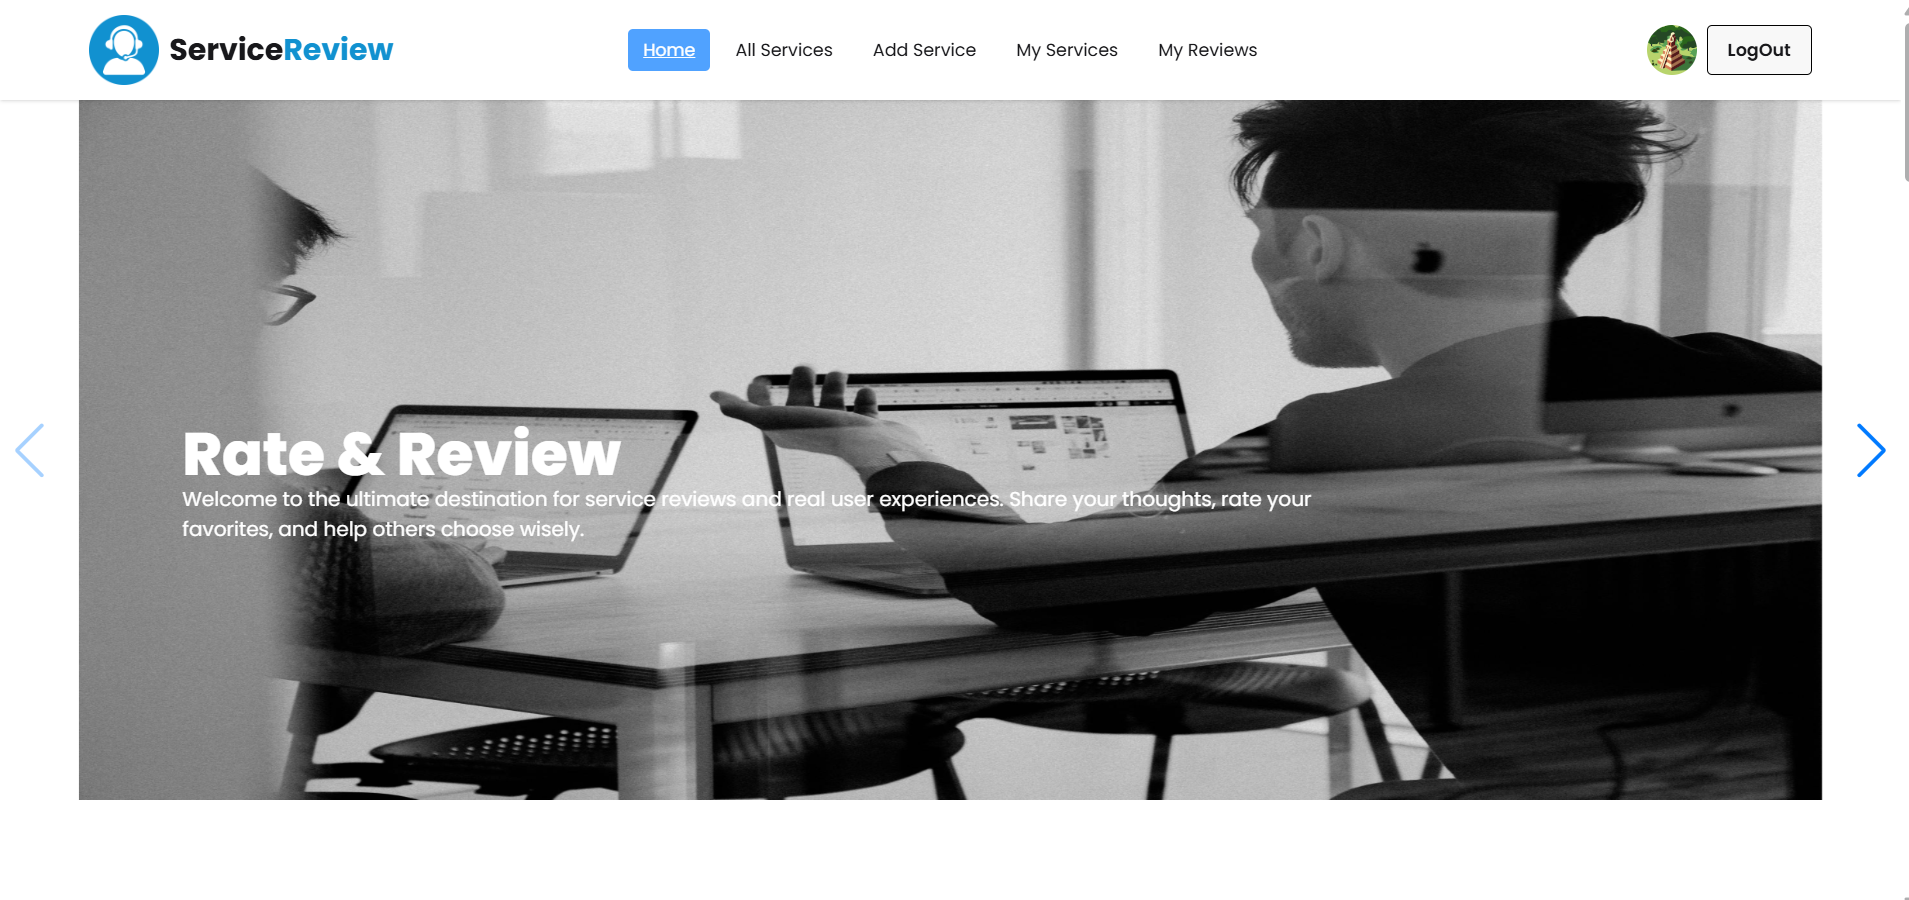 ServiceReview
Home
All Services
Add Service
My Services
My Reviews
LogOut
Rate & Review
Welcome to the ultimate destination for service reviews and real user experiences. Share your thoughts, rate your
favorites, and help others choose wisely.